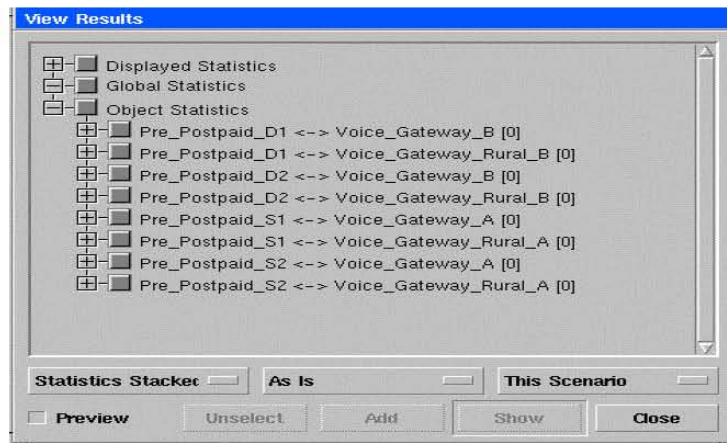 View Results
Displayed Statistics
Global Statistics
Object Statistics
Pre_Postpaid_D1 <-> Voice_Gateway_B [0]
Pre_Postpaid_D1 <-> Voice_Gateway_Rural_B [0]
Pre_Postpaid_D2 <-> Voice_Gateway_B [0]
Pre_Postpaid_D2 <-> Voice_Gateway_Rural_B [0]
Pre_Postpaid_S1 <-> Voice_Gateway_A [0]
Pre_Postpaid_S1 <-> Voice_Gateway_Rural_A [0]
Pre_Postpaid_S2 <-> Voice_Gateway_A [0]
Pre_Postpaid_S2 <-> Voice_Gateway_Rural_A [0]
Statistics Stacked As Is This Scenario
Preview Unselect Add Show Close